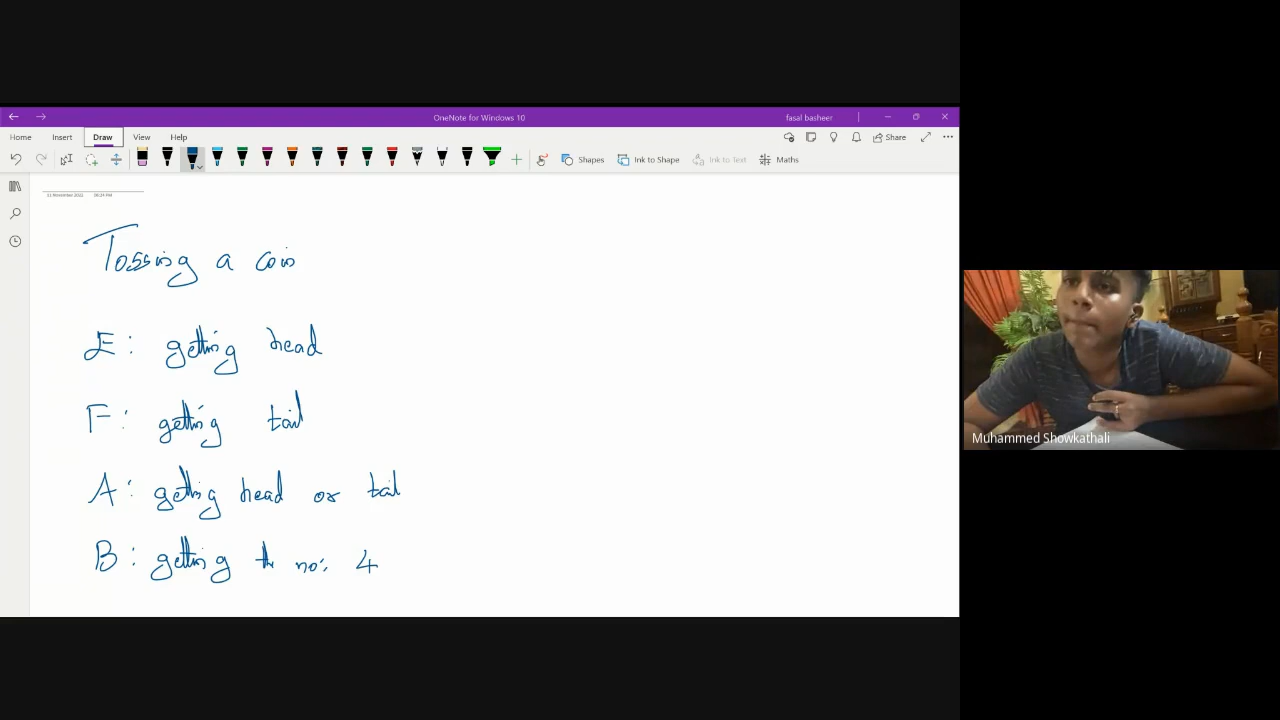 OneNote for Windows 10
fasal basheer
Home Insert Draw View Help
Share
Shapes
Ink to Shape
Ink to Text
Maths
Tossing a coin
E: getting head
F: getting tail
A: getting head or tail
B: getting the no: 4
Muhammed Showkathali